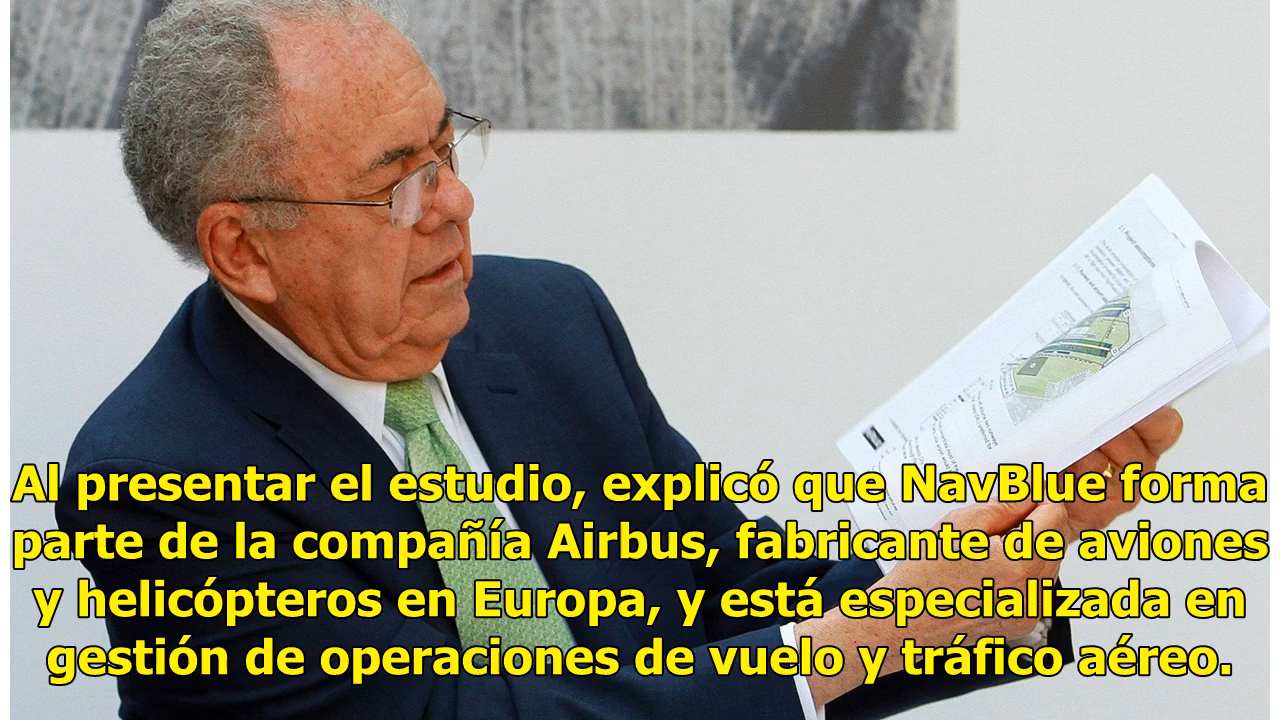 Al presentar el estudio, explicó que NavBlue forma
parte de la compañía Airbus, fabricante de aviones
y helicópteros en Europa, y está especializada en
gestión de operaciones de vuelo y tráfico aéreo.